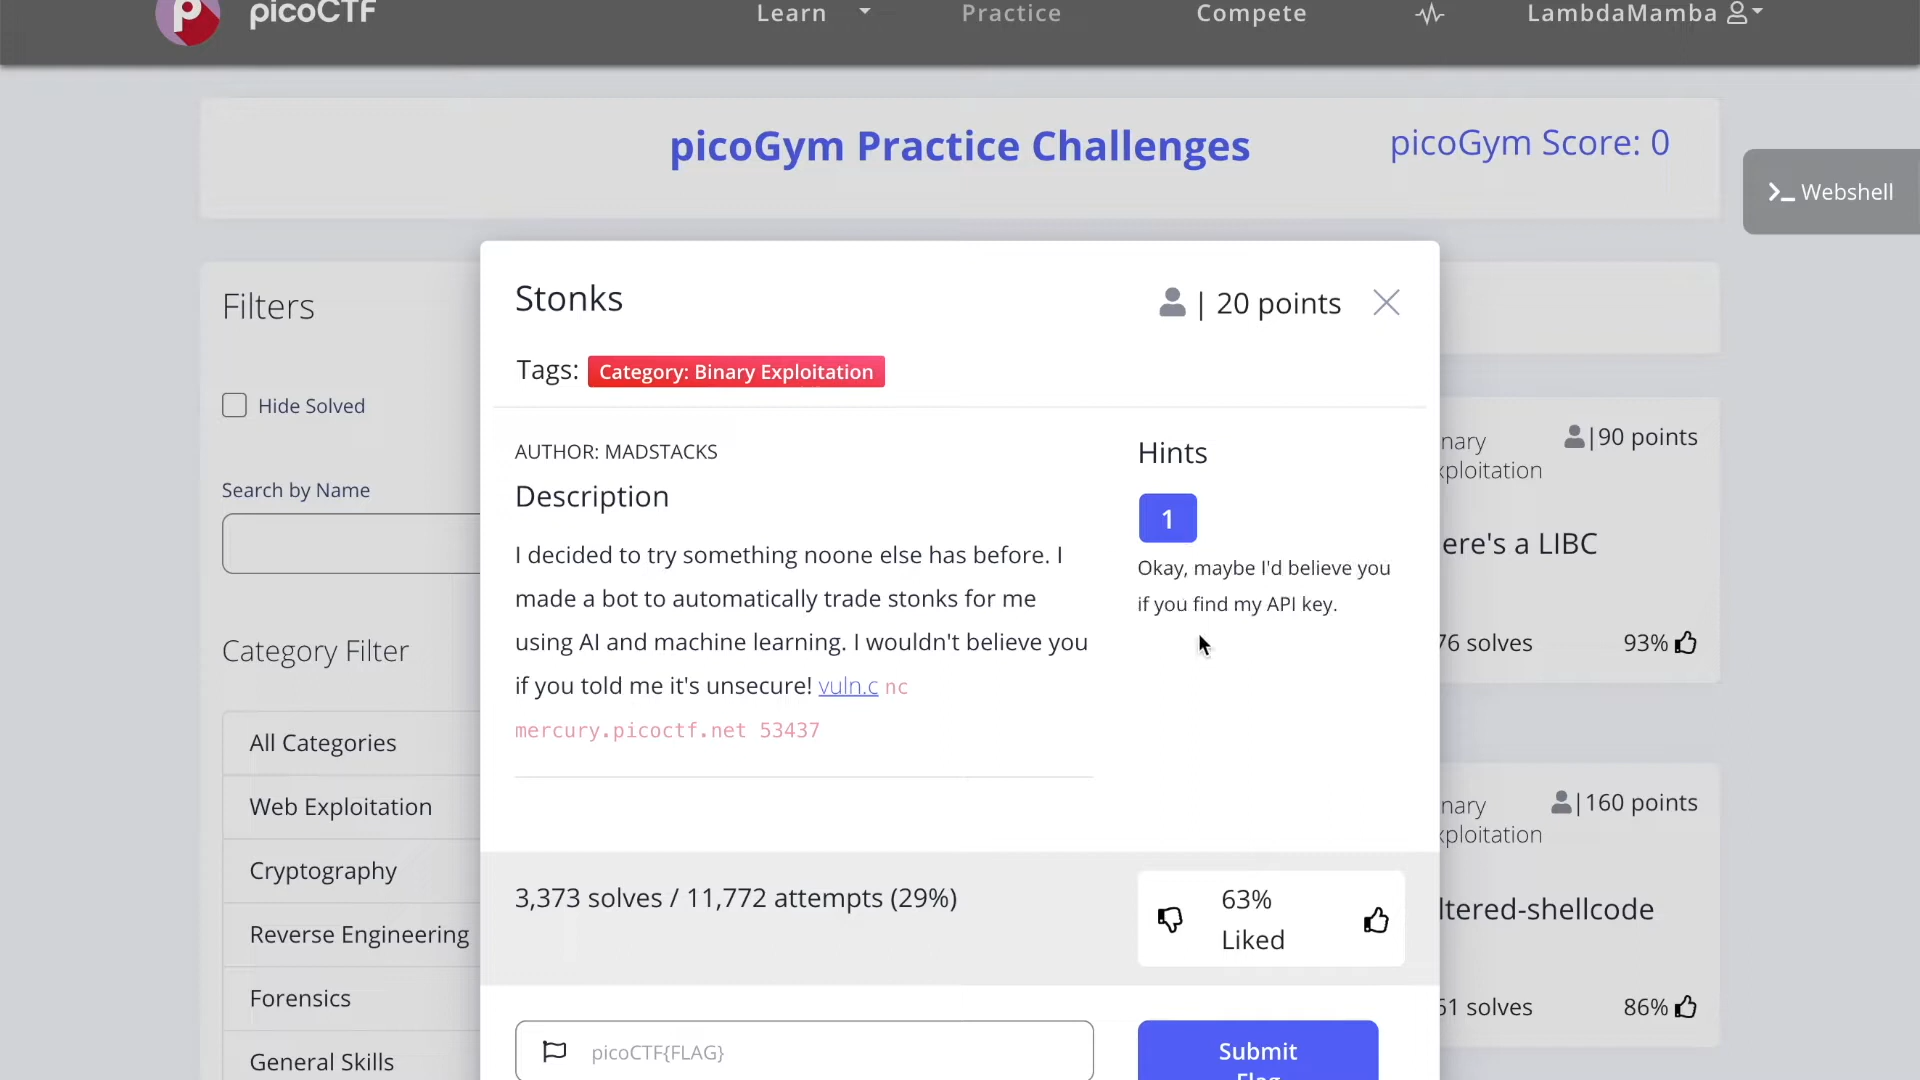 picoCTF
Learn
Practice
Compete
LambdaMamba
picoGym Practice Challenges
picoGym Score: 0
Webshell
Filters
Hide Solved
Search by Name
Category Filter
All Categories
Web Exploitation
Cryptography
Reverse Engineering
Forensics
General Skills
Stonks
| 20 points
Tags: Category: Binary Exploitation
AUTHOR: MADSTACKS
Description
I decided to try something noone else has before. I
made a bot to automatically trade stonks for me
using AI and machine learning. I wouldn't believe you
if you told me it's unsecure! vuln.c nc
mercury.picoctf.net 53437
Hints
1
Okay, maybe I'd believe you
if you find my API key.
3,373 solves / 11,772 attempts (29%)
63%
Liked
picoCTF{FLAG}
Submit
Flag
nary
xploitation
|90 points
ere's a LIBC
76 solves
93%
nary
xploitation
|160 points
ltered-shellcode
61 solves
86%